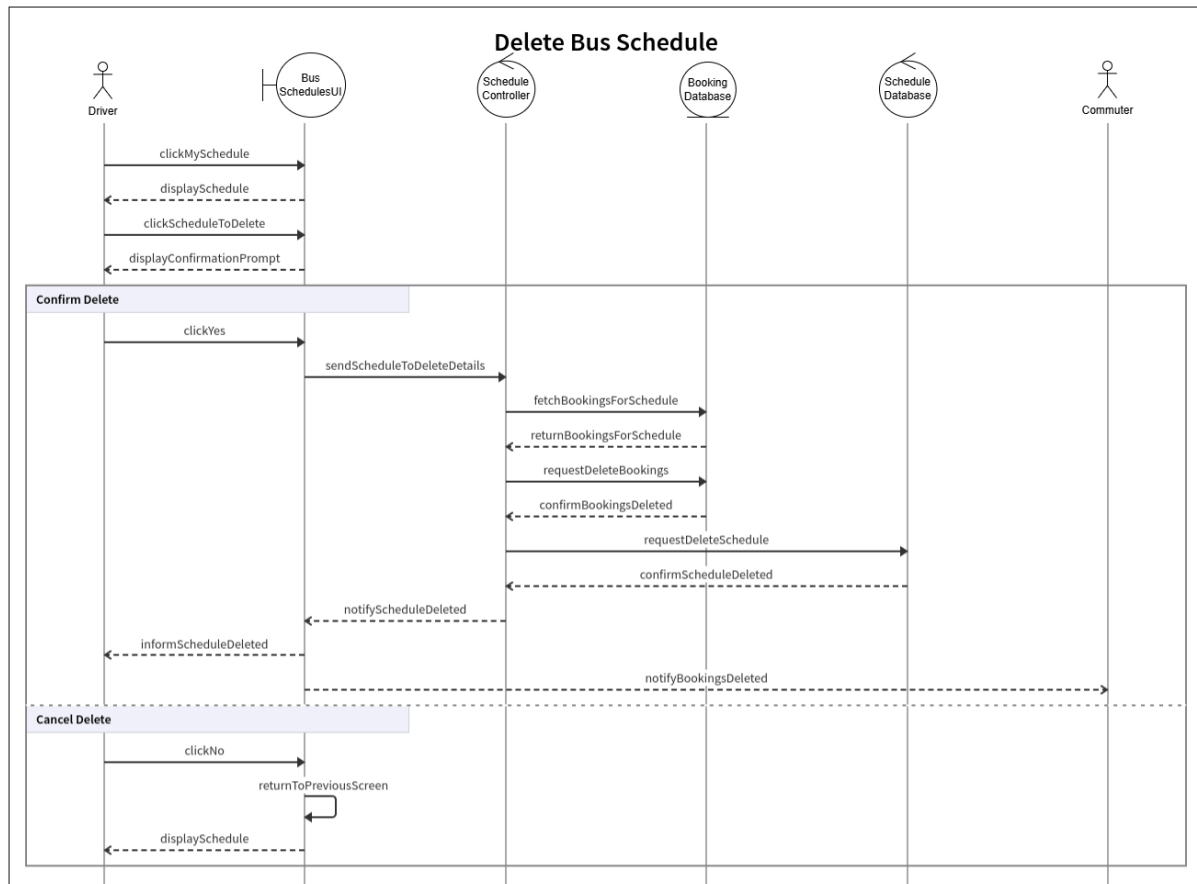 Delete Bus Schedule
Driver
Bus
SchedulesUI
Schedule
Controller
Booking
Database
Schedule
Database
Commuter
clickMySchedule
displaySchedule
clickScheduleToDelete
displayConfirmationPrompt
Confirm Delete
clickYes
sendScheduleToDeleteDetails
fetchBookingsForSchedule
returnBookingsForSchedule
requestDeleteBookings
confirmBookingsDeleted
requestDeleteSchedule
confirmScheduleDeleted
notifyScheduleDeleted
informScheduleDeleted
notifyBookingsDeleted
Cancel Delete
clickNo
returnToPreviousScreen
displaySchedule